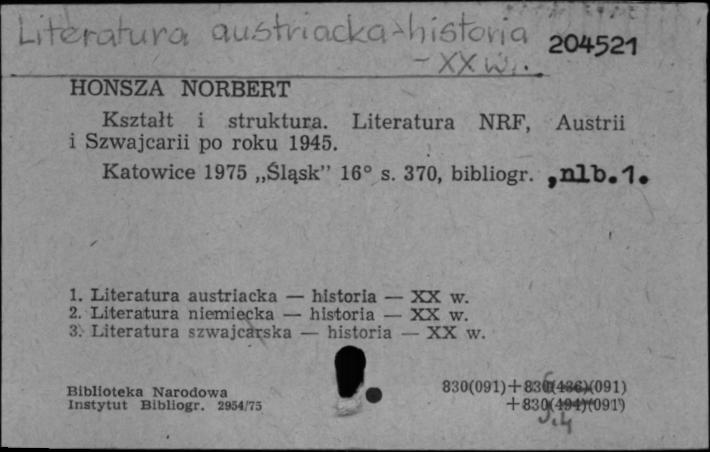 Literatura austriacka - historia 204521
- XX w.
HONSZA NORBERT
Kształt i struktura. Literatura NRF, Austrii
i Szwajcarii po roku 1945.
Katowice 1975 „Śląsk” 16° s. 370, bibliogr. , nlb. 1.
1. Literatura austriacka — historia — XX w.
2. Literatura niemiecka — historia — XX w.
3. Literatura szwajcarska — historia — XX w.
Biblioteka Narodowa 830(091)+830(436)(091)
Instytut Bibliogr. 2954/75 +830(494)(091)